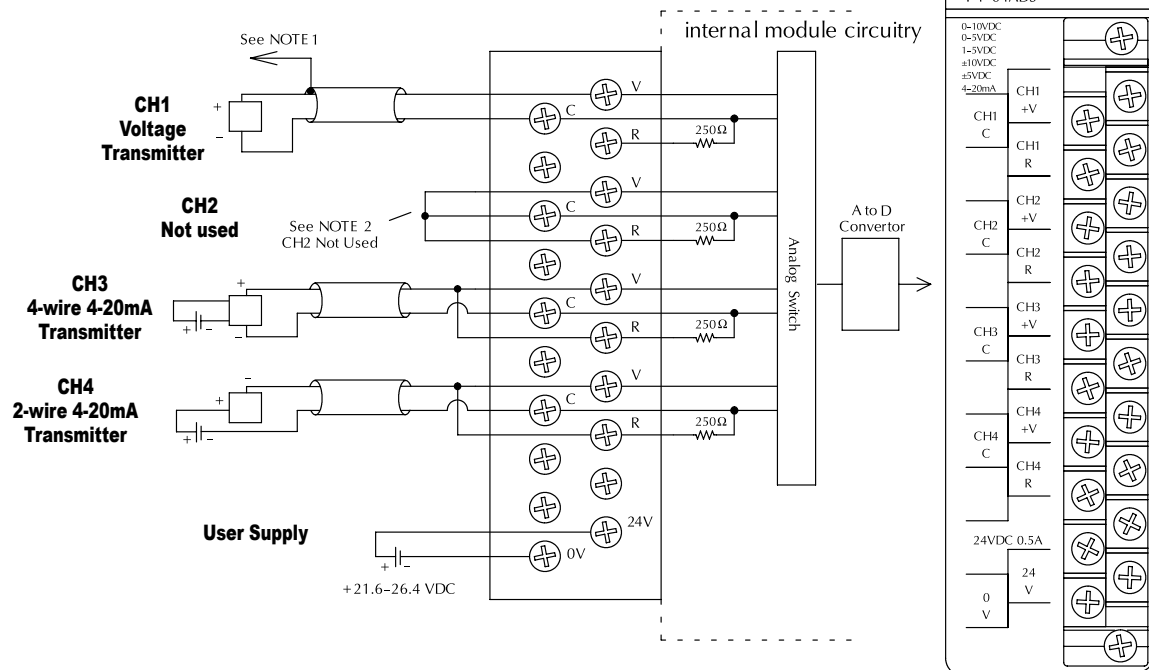 internal module circuitry
See NOTE 1
CH1
Voltage
Transmitter
+
–
V
C
R
250Ω
CH2
Not used
See NOTE 2
CH2 Not Used
V
C
R
250Ω
CH3
4-wire 4-20mA
Transmitter
+
–
+
–
V
C
R
250Ω
CH4
2-wire 4-20mA
Transmitter
–
+
+
–
V
C
R
250Ω
User Supply
24V
0V
+
–
+21.6–26.4 VDC
Analog Switch
A to D
Convertor
0–10VDC
0–5VDC
1–5VDC
±10VDC
±5VDC
4–20mA
CH1
+V
CH1
C
CH1
R
CH2
+V
CH2
C
CH2
R
CH3
+V
CH3
C
CH3
R
CH4
+V
CH4
C
CH4
R
24VDC 0.5A
24
V
0
V